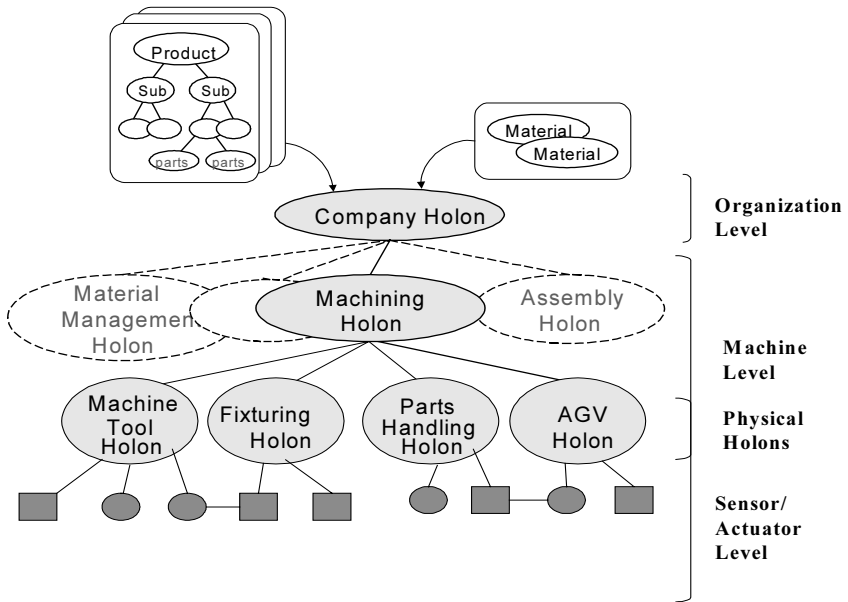 Product
Sub
Sub
parts
parts
Material
Material
Company Holon
Organization
Level
Material
Managemen
Holon
Machining
Holon
Assembly
Holon
Machine
Level
Machine
Tool
Holon
Fixturing
Holon
Parts
Handling
Holon
AGV
Holon
Physical
Holons
Sensor/
Actuator
Level